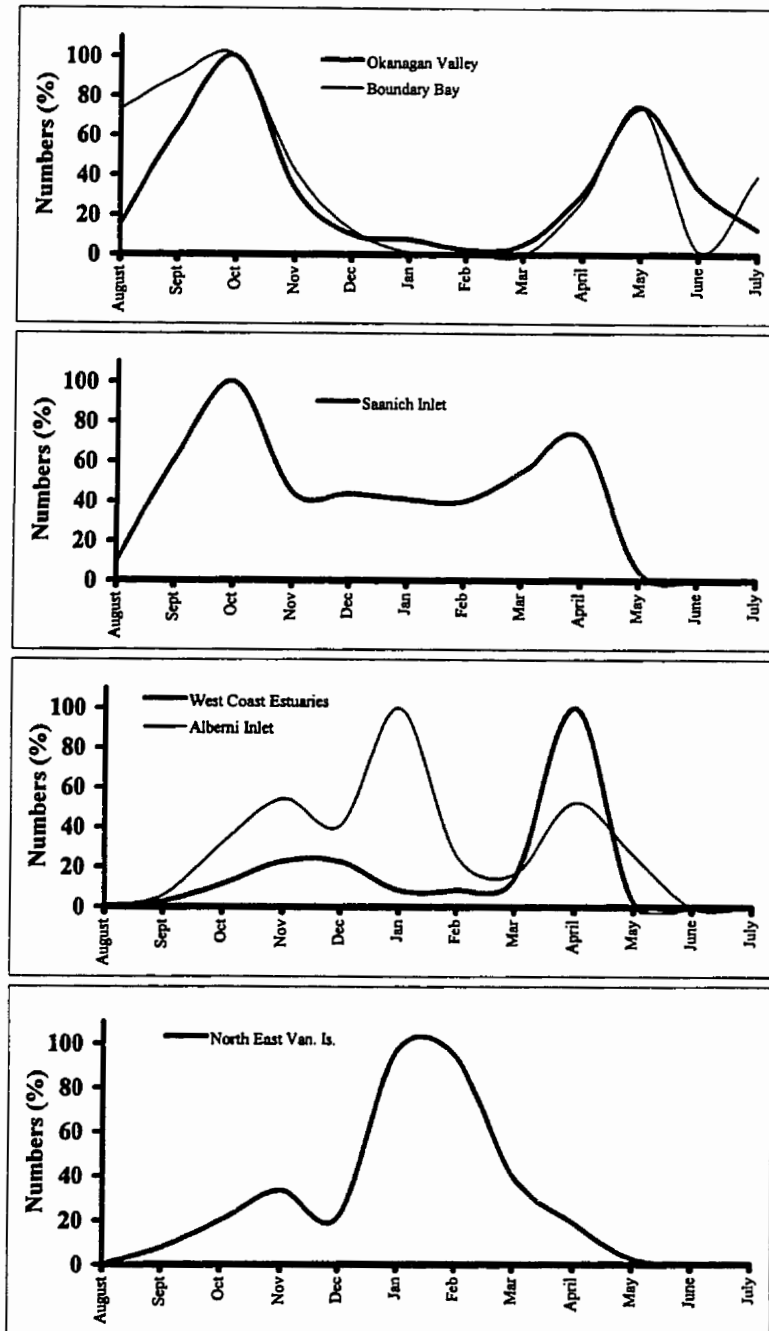 Numbers (%)
100
80
60
40
20
0
Okanagan Valley
Boundary Bay
August
Sept
Oct
Nov
Dec
Jan
Feb
Mar
April
May
June
July
Numbers (%)
100
80
60
40
20
0
Saanich Inlet
August
Sept
Oct
Nov
Dec
Jan
Feb
Mar
April
May
June
July
Numbers (%)
100
80
60
40
20
0
West Coast Estuaries
Alberni Inlet
August
Sept
Oct
Nov
Dec
Jan
Feb
Mar
April
May
June
July
Numbers (%)
100
80
60
40
20
0
North East Van. Is.
August
Sept
Oct
Nov
Dec
Jan
Feb
Mar
April
May
June
July